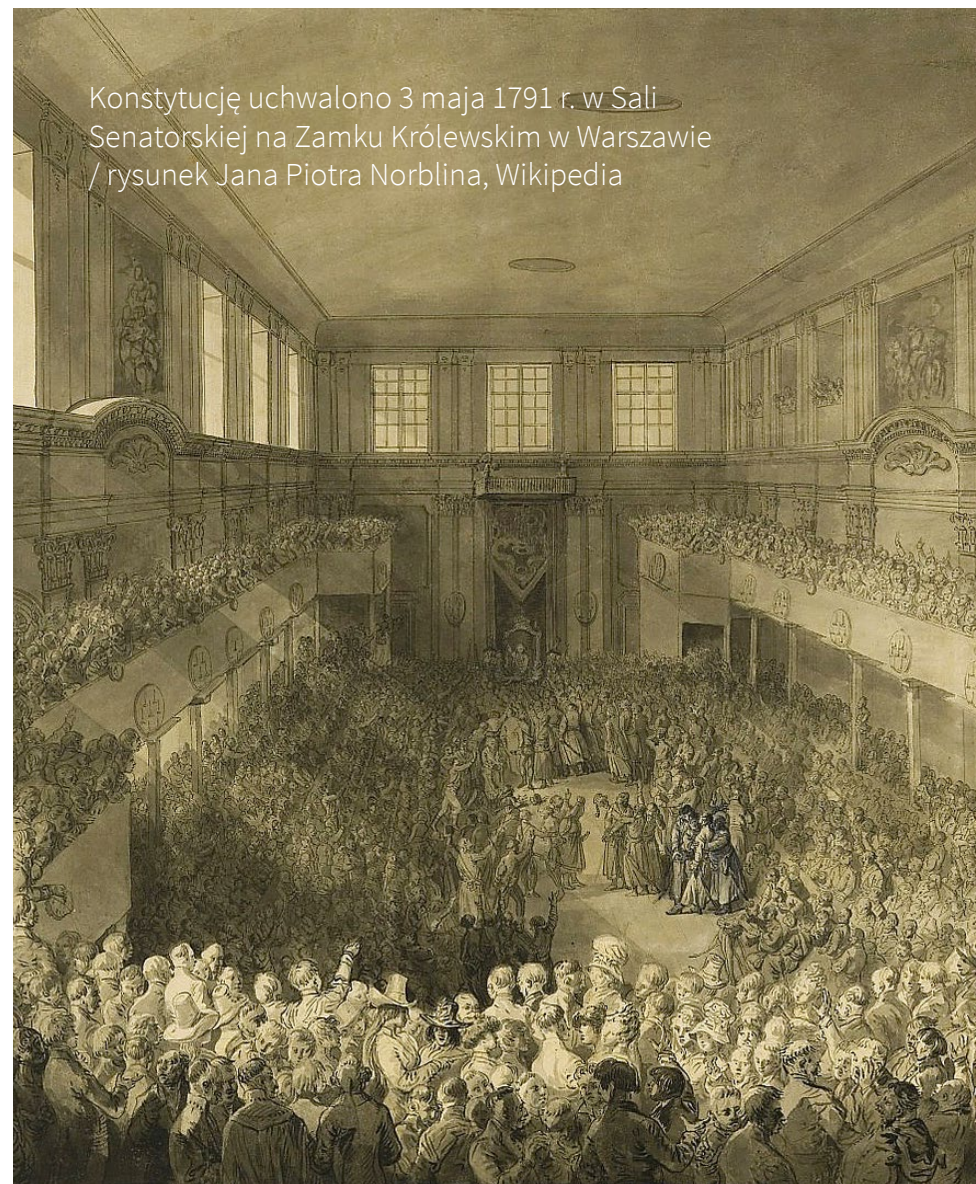 Konstytucję uchwalono 3 maja 1791 r. w Sali
Senatorskiej na Zamku Królewskim w Warszawie
/ rysunek Jana Piotra Norblina, Wikipedia